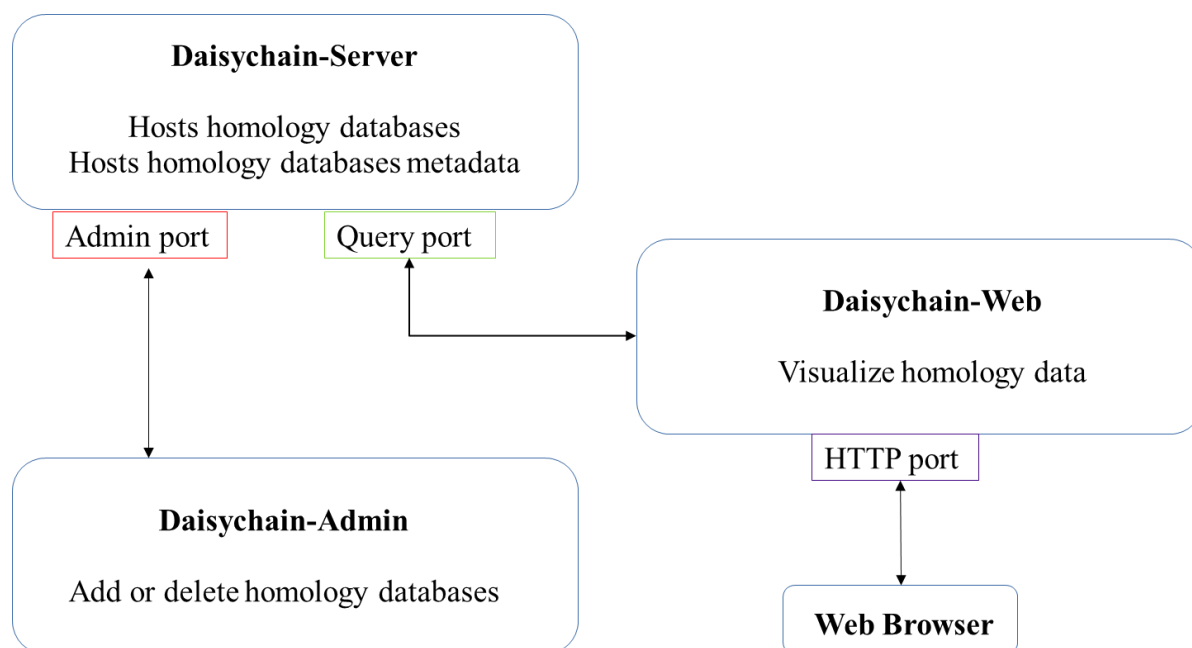 Daisychain-Server
Hosts homology databases
Hosts homology databases metadata
Admin port
Query port
Daisychain-Web
Visualize homology data
HTTP port
Daisychain-Admin
Add or delete homology databases
Web Browser